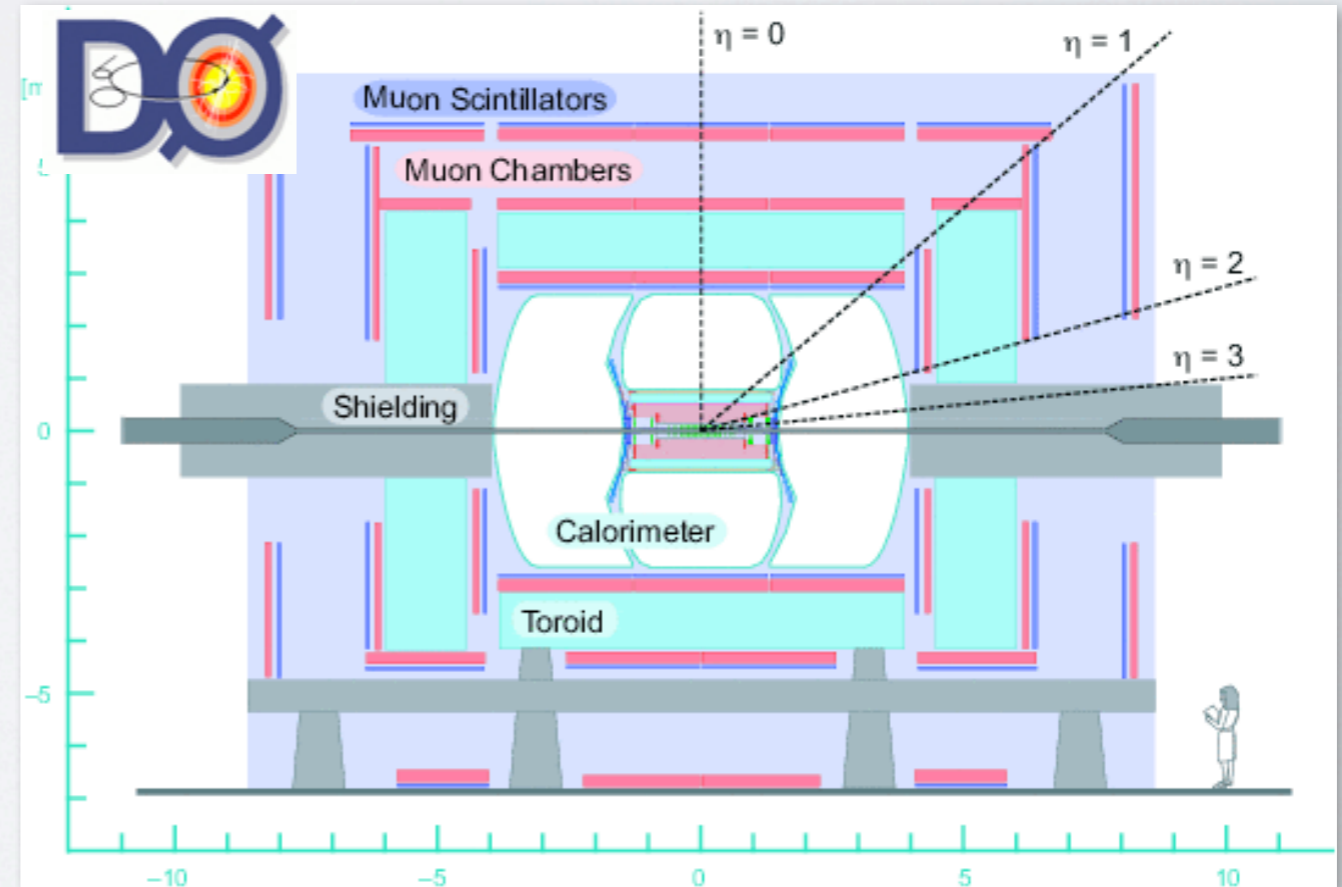 DØ
η = 0
η = 1
[m
Muon Scintillators
Muon Chambers
η = 2
η = 3
Shielding
0
Calorimeter
Toroid
–5
–10
–5
0
5
10